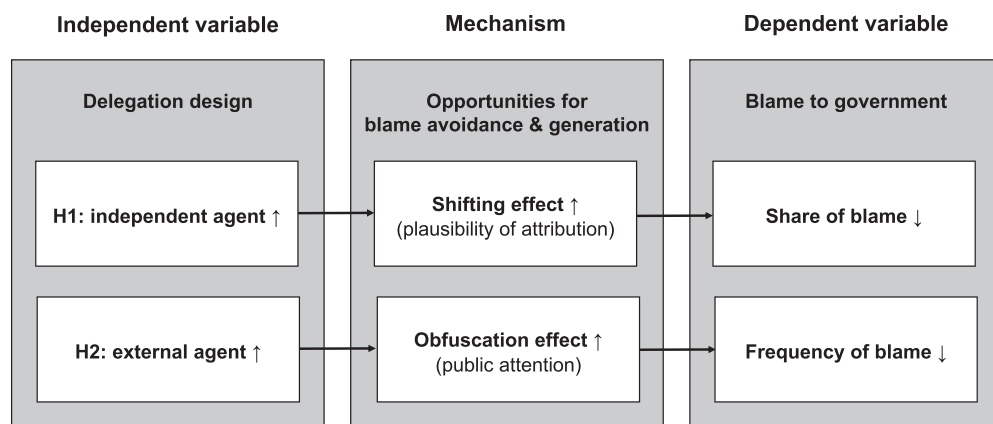 Independent variable
Mechanism
Dependent variable
Delegation design
Opportunities for
blame avoidance & generation
Blame to government
H1: independent agent ↑
Shifting effect ↑
(plausibility of attribution)
Share of blame ↓
H2: external agent ↑
Obfuscation effect ↑
(public attention)
Frequency of blame ↓